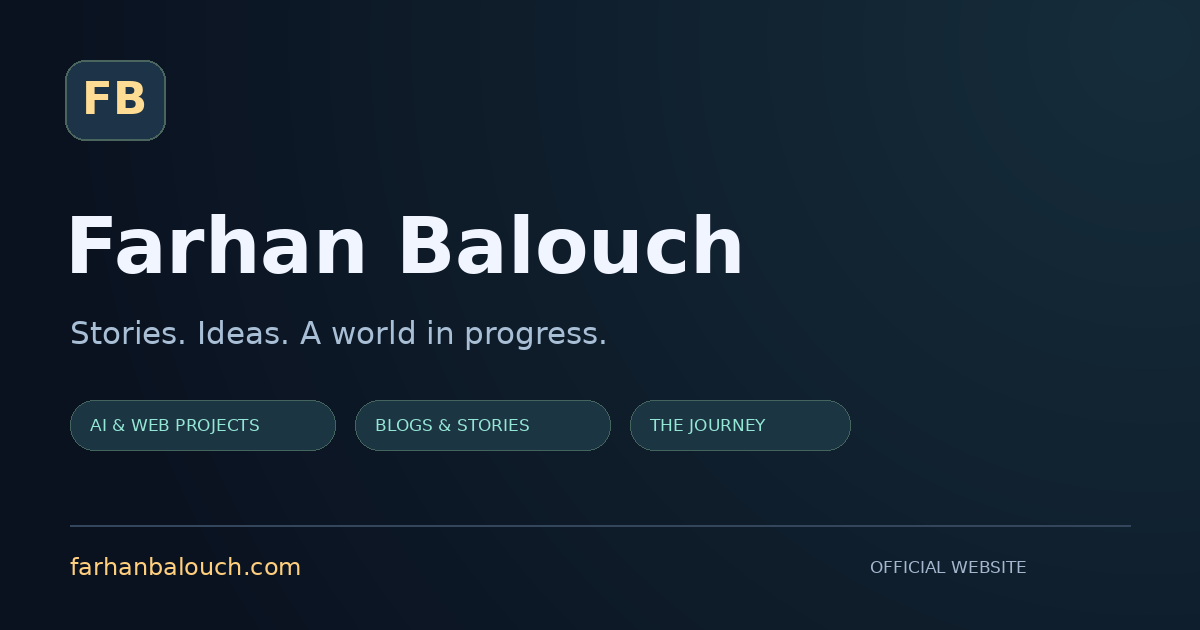 FB
Farhan Balouch
Stories. Ideas. A world in progress.
AI & WEB PROJECTS
BLOGS & STORIES
THE JOURNEY
farhanbalouch.com
OFFICIAL WEBSITE